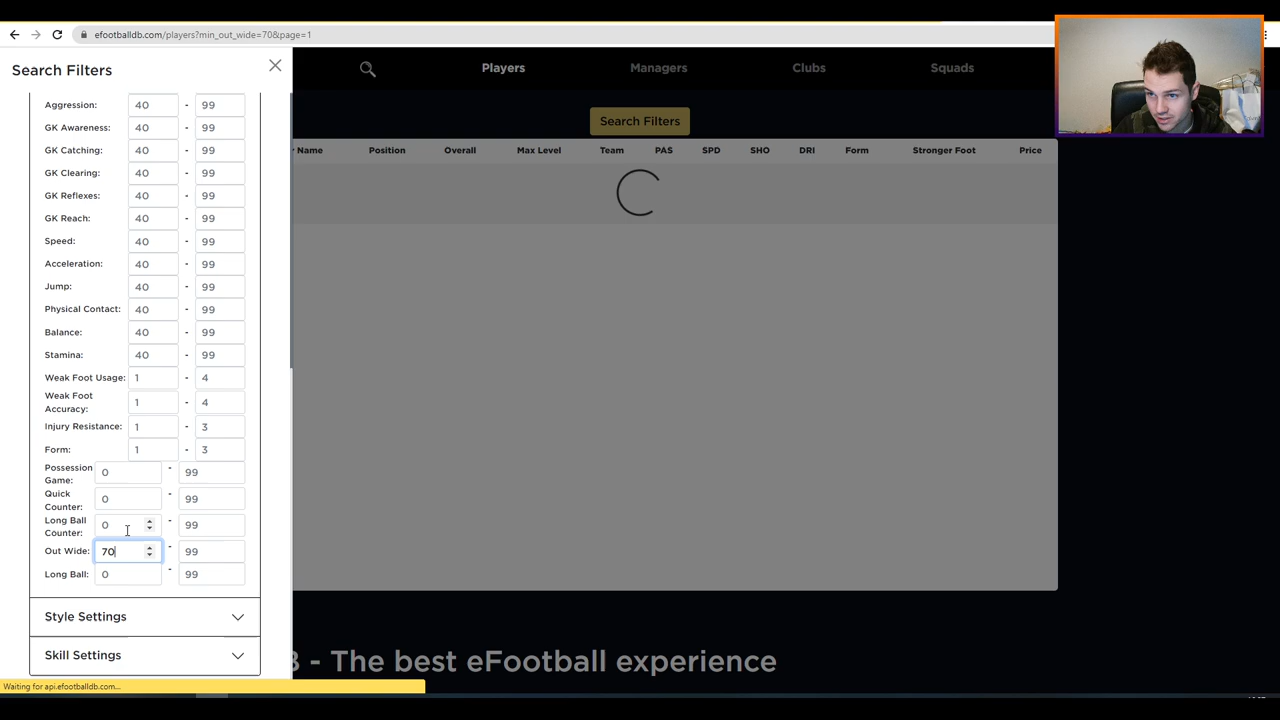 efootballdb.com/players?min_out_wide=70&page=1
Search Filters
Players Managers Clubs Squads
Search Filters
Name Position Overall Max Level Team PAS SPD SHO DRI Form Stronger Foot Price
Aggression: 40 - 99
GK Awareness: 40 - 99
GK Catching: 40 - 99
GK Clearing: 40 - 99
GK Reflexes: 40 - 99
GK Reach: 40 - 99
Speed: 40 - 99
Acceleration: 40 - 99
Jump: 40 - 99
Physical Contact: 40 - 99
Balance: 40 - 99
Stamina: 40 - 99
Weak Foot Usage: 1 - 4
Weak Foot
Accuracy: 1 - 4
Injury Resistance: 1 - 3
Form: 1 - 3
Possession
Game: 0 - 99
Quick
Counter: 0 - 99
Long Ball
Counter: 0 - 99
Out Wide: 70 - 99
Long Ball: 0 - 99
Style Settings
Skill Settings
- The best eFootball experience
Waiting for api.efootballdb.com...